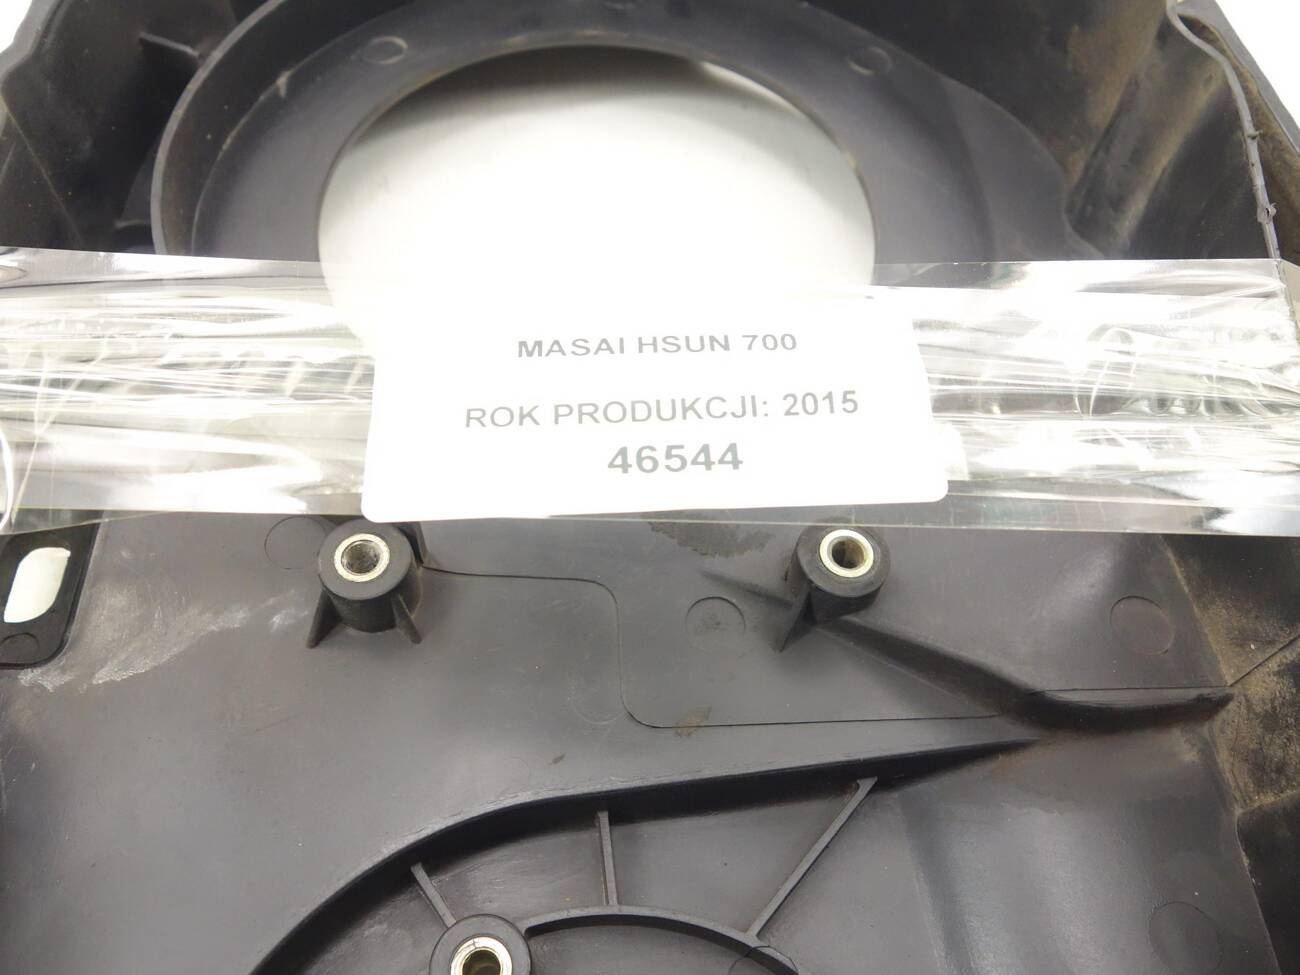 MASAI HSUN 700
ROK PRODUKCJI: 2015
46544